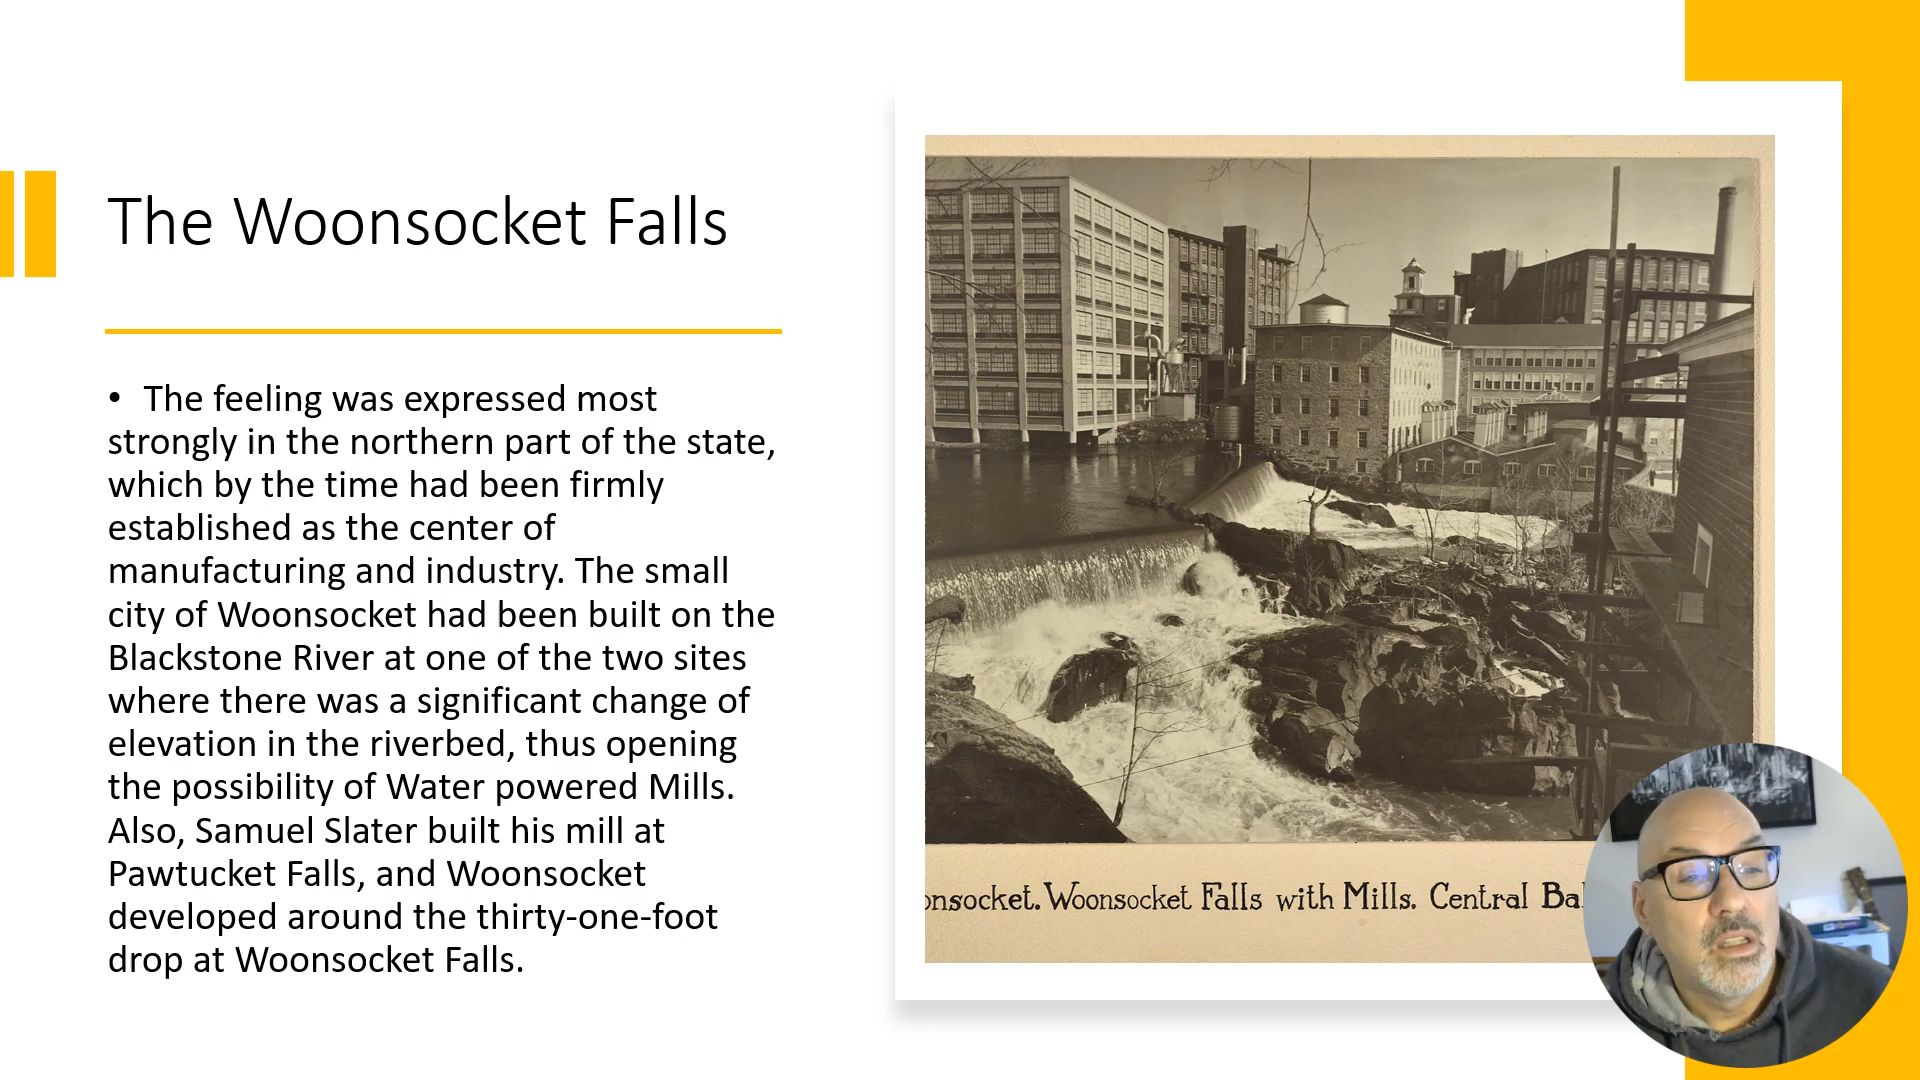 The Woonsocket Falls
• The feeling was expressed most
strongly in the northern part of the state,
which by the time had been firmly
established as the center of
manufacturing and industry. The small
city of Woonsocket had been built on the
Blackstone River at one of the two sites
where there was a significant change of
elevation in the riverbed, thus opening
the possibility of Water powered Mills.
Also, Samuel Slater built his mill at
Pawtucket Falls, and Woonsocket
developed around the thirty-one-foot
drop at Woonsocket Falls.
onsocket. Woonsocket Falls with Mills. Central Ba